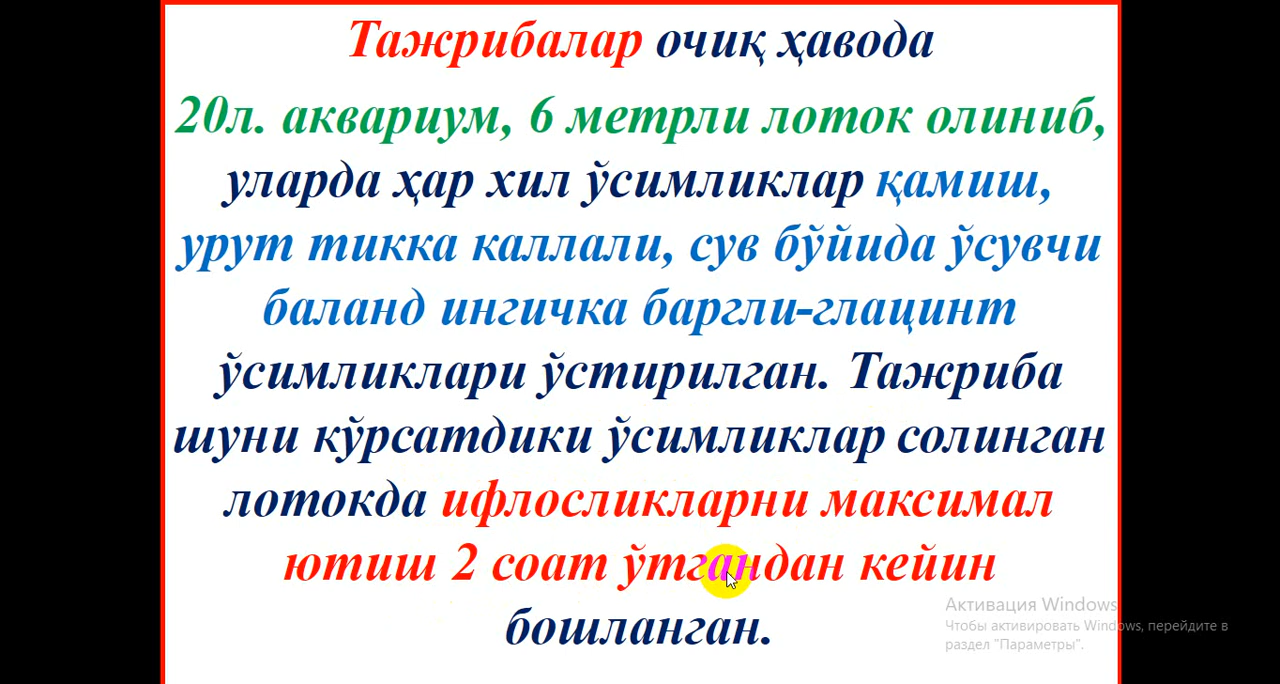 Тажрибалар очиқ ҳавода
20л. аквариум, 6 метрли лоток олиниб,
уларда ҳар хил ўсимликлар қамиш,
урут тикка каллали, сув бўйида ўсувчи
баланд ингичка баргли-глацинт
ўсимликлари ўстирилган. Тажриба
шуни кўрсатдики ўсимликлар солинган
лотокда ифлосликларни максимал
ютиш 2 соат ўтгандан кейин
бошланган.
Активация Windows
Чтобы активировать Windows, перейдите в
раздел "Параметры".